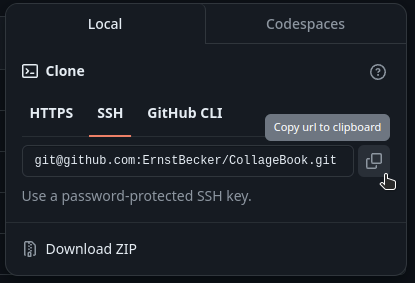 Local Codespaces
Clone
HTTPS SSH GitHub CLI
Copy url to clipboard
git@github.com:ErnstBecker/CollageBook.git
Use a password-protected SSH key.
Download ZIP